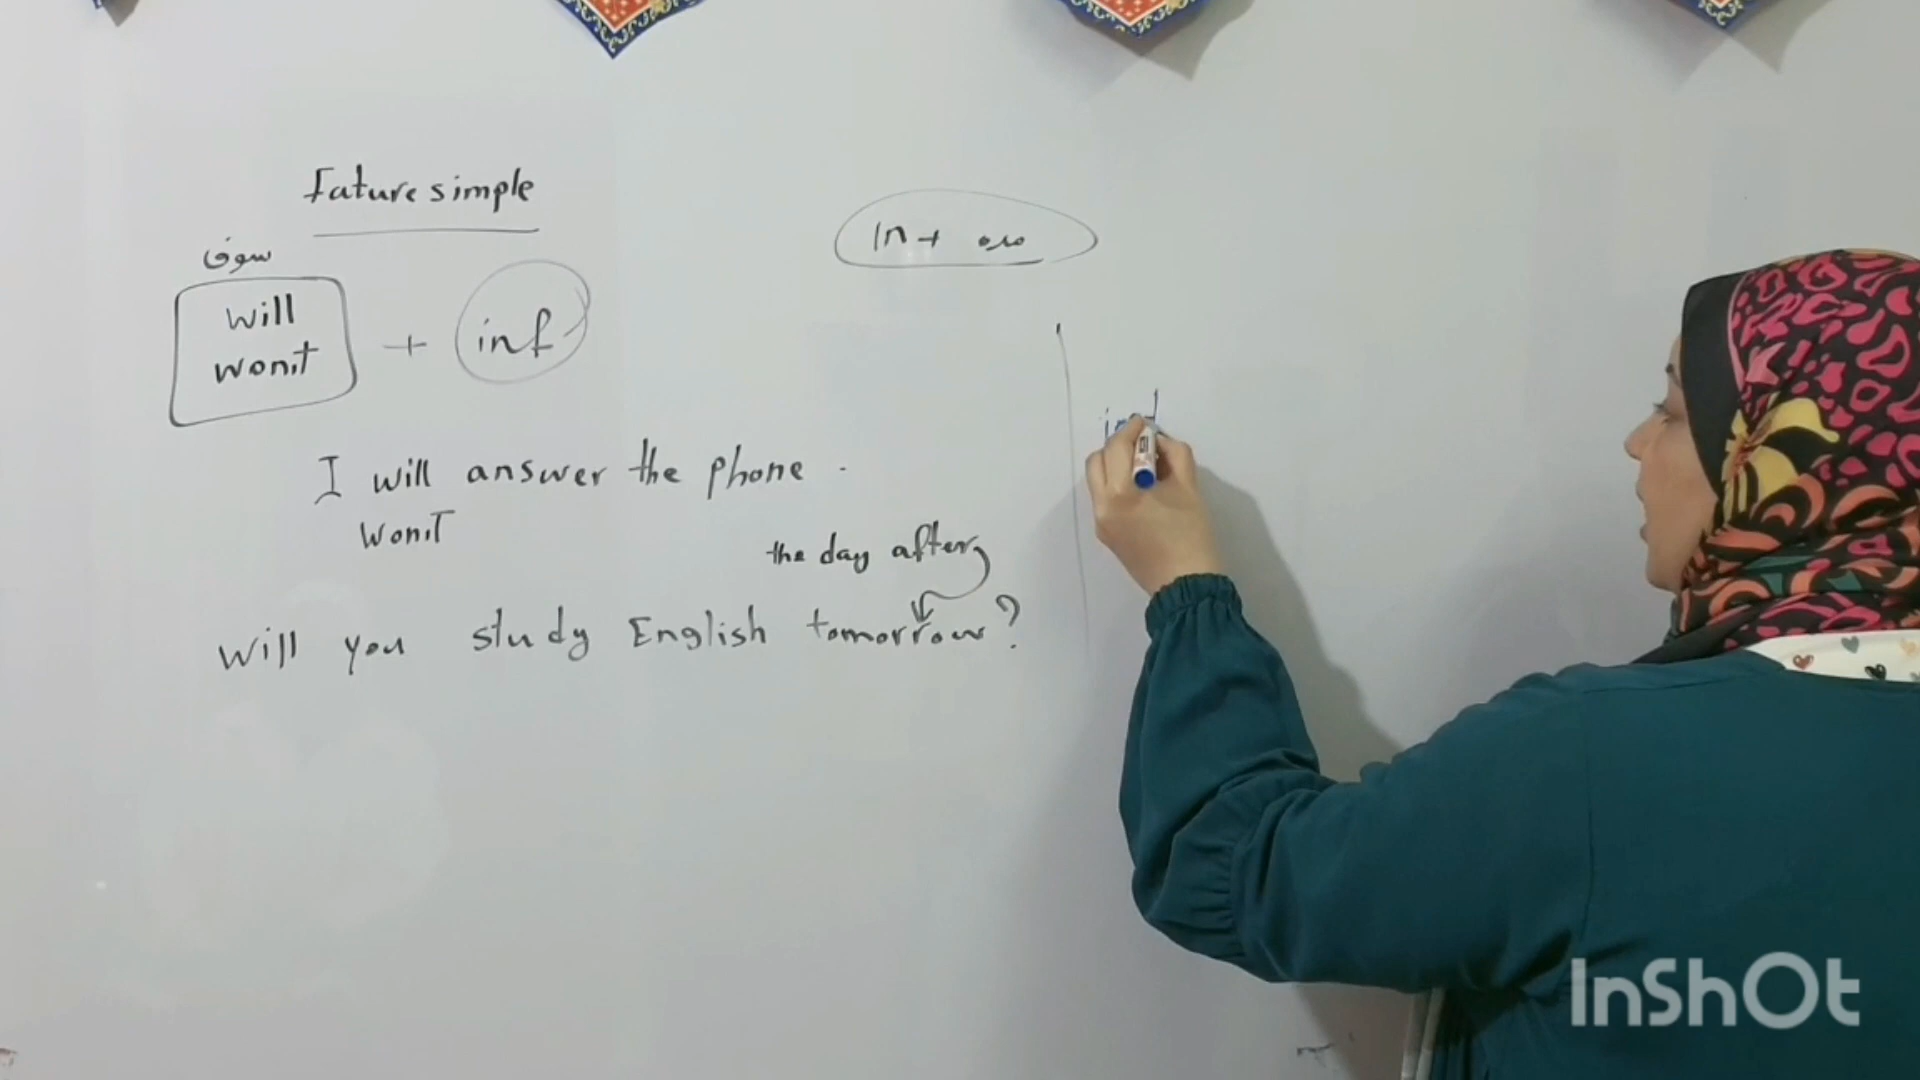 Future simple
سوف
will
won't
+ inf
In + مده
I will answer the phone .
won't
the day after
will you study English tomorrow?
InShOt